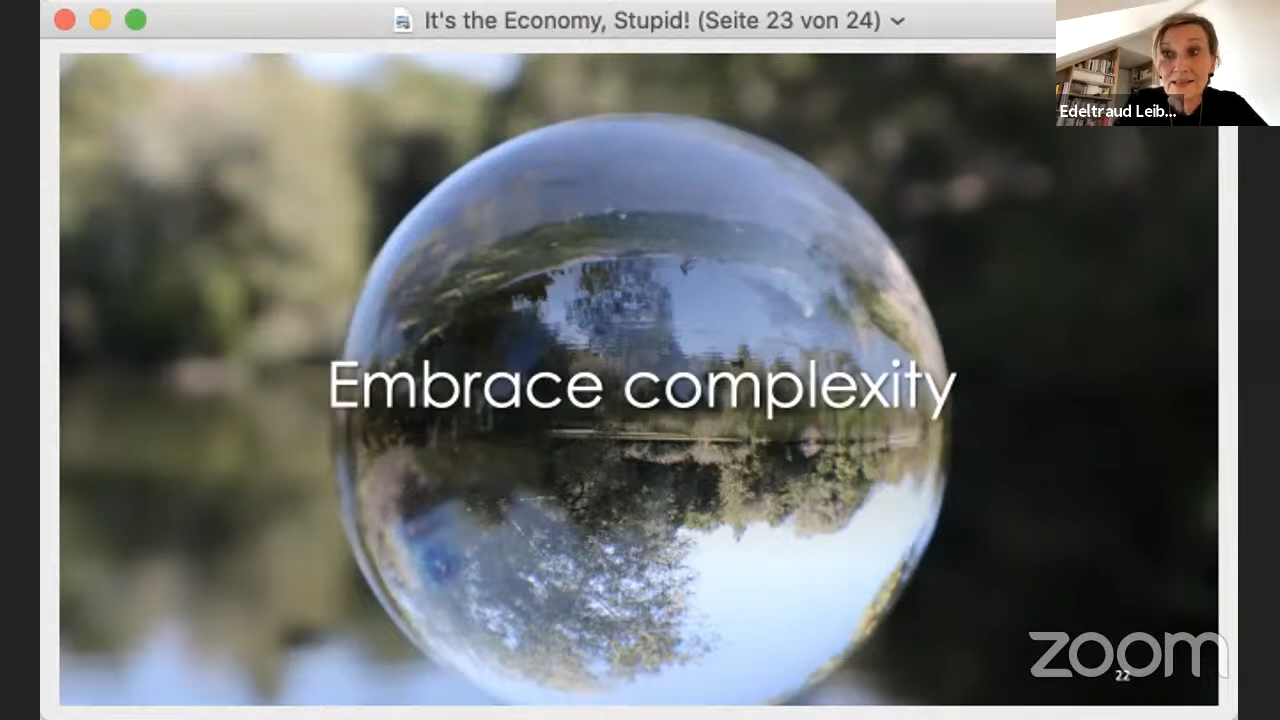 It's the Economy, Stupid! (Seite 23 von 24)
Edeltraud Leib...
Embrace complexity
zoom
22